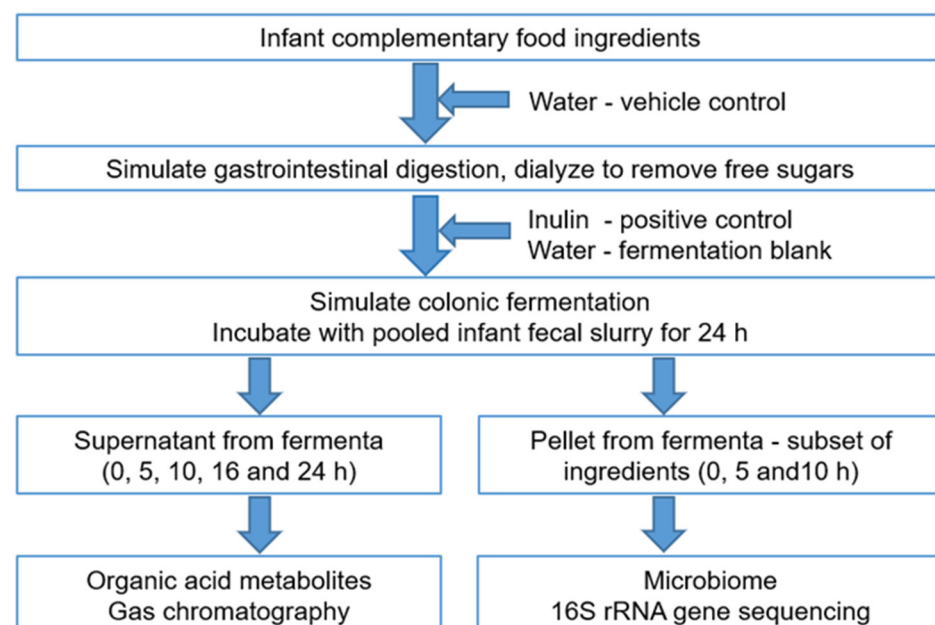 Infant complementary food ingredients
Water - vehicle control
Simulate gastrointestinal digestion, dialyze to remove free sugars
Inulin - positive control
Water - fermentation blank
Simulate colonic fermentation
Incubate with pooled infant fecal slurry for 24 h
Supernatant from fermenta
(0, 5, 10, 16 and 24 h)
Pellet from fermenta - subset of
ingredients (0, 5 and10 h)
Organic acid metabolites
Gas chromatography
Microbiome
16S rRNA gene sequencing